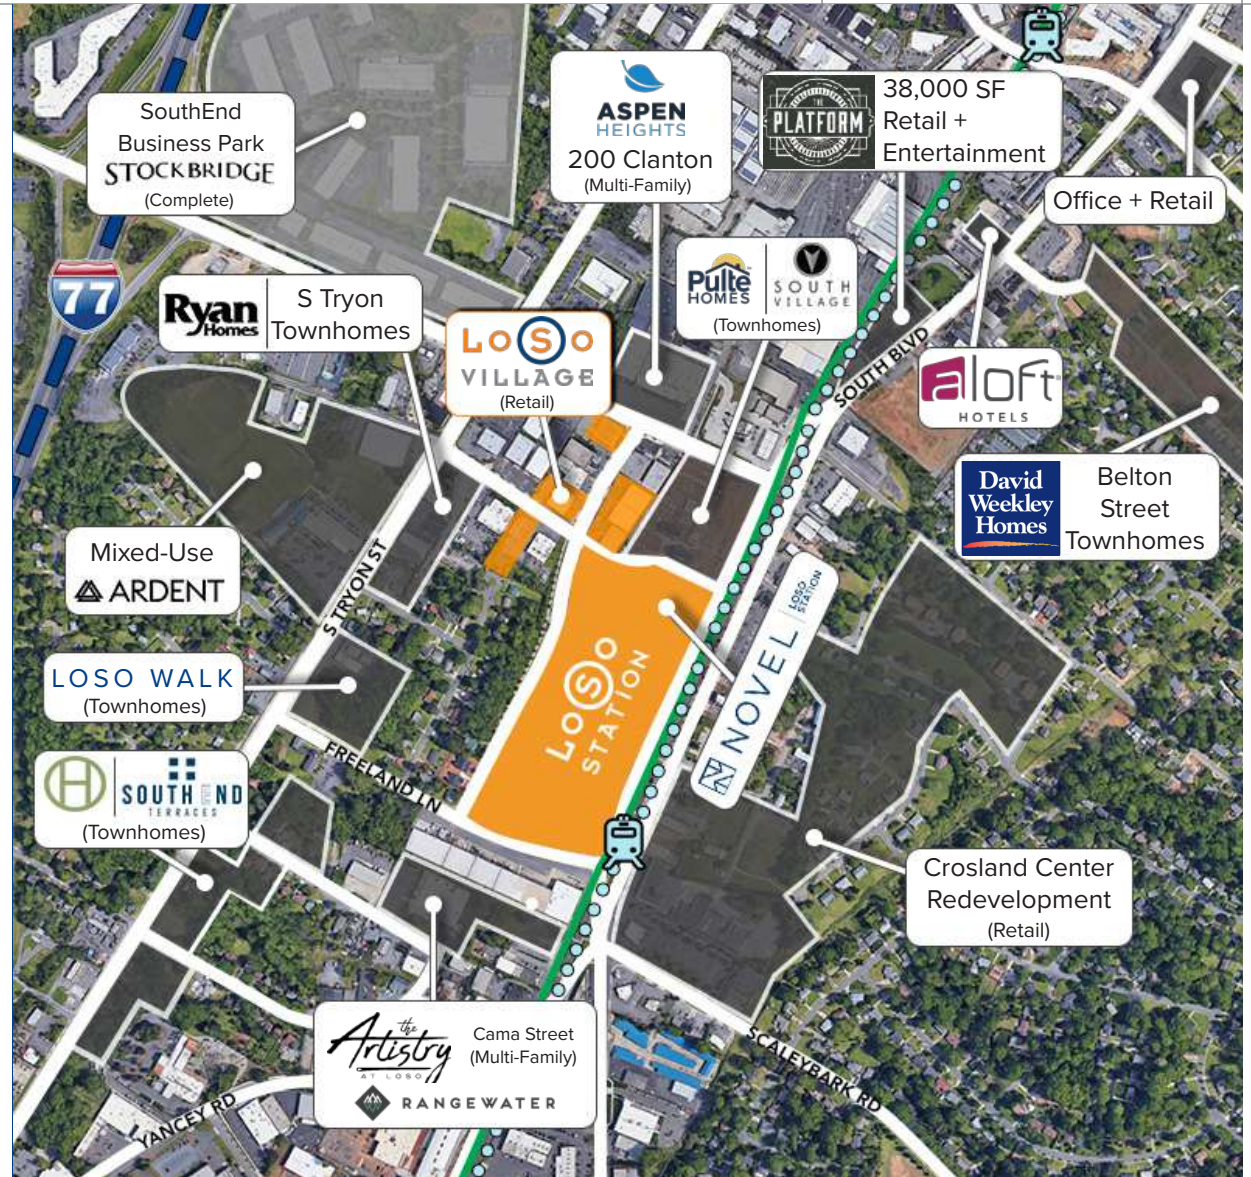 SouthEnd
Business Park
STOCKBRIDGE
(Complete)
ASPEN
HEIGHTS
200 Clanton
(Multi-Family)
THE
PLATFORM
38,000 SF
Retail +
Entertainment
Office + Retail
77
Ryan
Homes
S Tryon
Townhomes
LOSO
VILLAGE
(Retail)
Pulte
HOMES
SOUTH
VILLAGE
(Townhomes)
SOUTH BLVD
aloft
HOTELS
David
Weekley
Homes
Belton
Street
Townhomes
Mixed-Use
ARDENT
S TRYON ST
LOSO WALK
(Townhomes)
LOSO
STATION
NOVEL
LOSO
STATION
FREELAND LN
H
SOUTH END
TERRACES
(Townhomes)
Crosland Center
Redevelopment
(Retail)
the
Artistry
AT LOSO
Cama Street
(Multi-Family)
RANGEWATER
SCALEYBARK RD
YANCEY RD